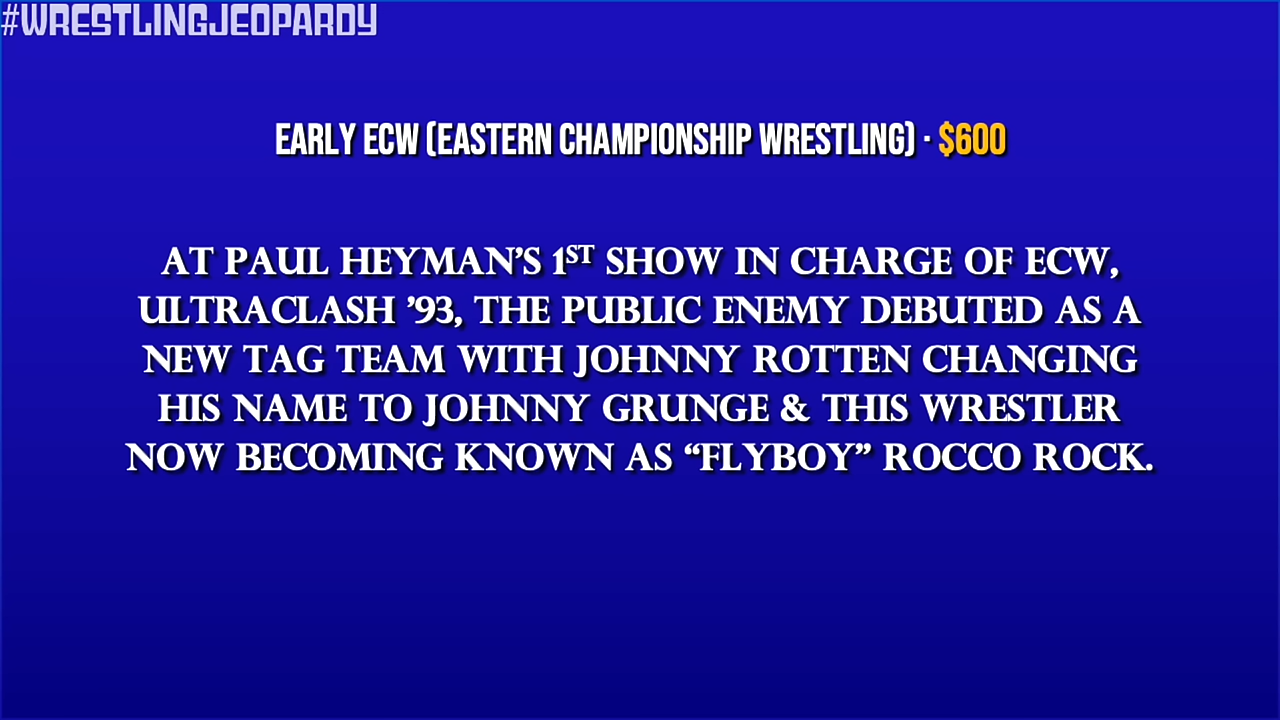 #WRESTLINGJEOPARDY
EARLY ECW (EASTERN CHAMPIONSHIP WRESTLING) · $600
AT PAUL HEYMAN'S 1ST SHOW IN CHARGE OF ECW,
ULTRACLASH '93, THE PUBLIC ENEMY DEBUTED AS A
NEW TAG TEAM WITH JOHNNY ROTTEN CHANGING
HIS NAME TO JOHNNY GRUNGE & THIS WRESTLER
NOW BECOMING KNOWN AS “FLYBOY” ROCCO ROCK.